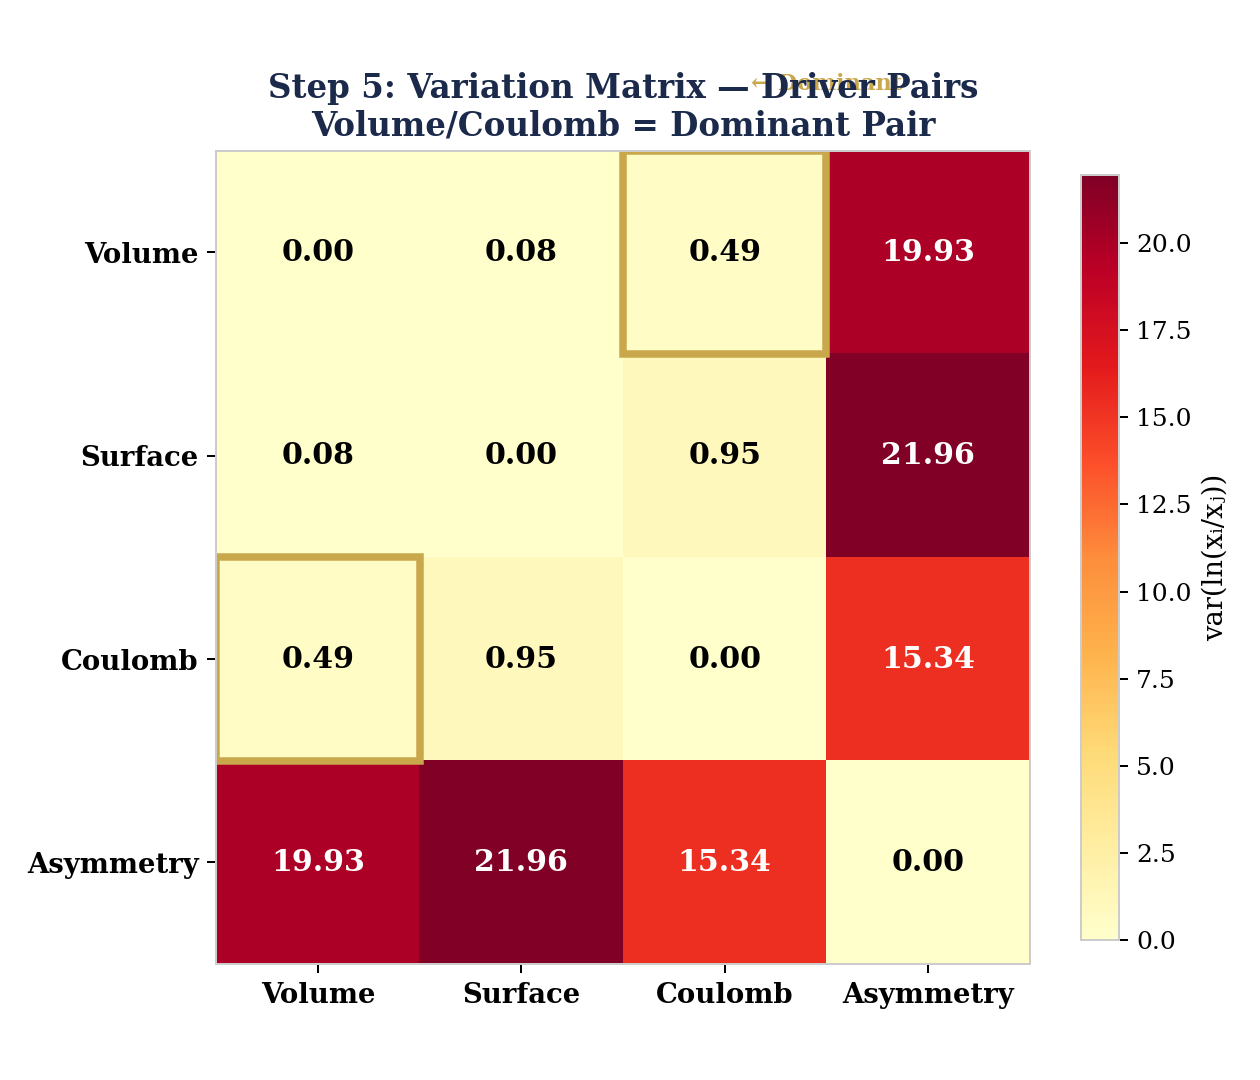 ← Dominant
Step 5: Variation Matrix — Driver Pairs
Volume/Coulomb = Dominant Pair
Volume 0.00 0.08 0.49 19.93
Surface 0.08 0.00 0.95 21.96
Coulomb 0.49 0.95 0.00 15.34
Asymmetry 19.93 21.96 15.34 0.00
Volume Surface Coulomb Asymmetry
20.0
17.5
15.0
12.5
10.0
7.5
5.0
2.5
0.0
var(ln(xᵢ/xⱼ))